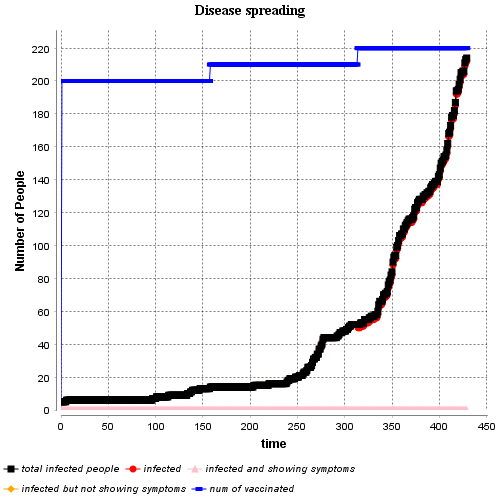 Disease spreading
220
200
180
160
140
120
100
80
60
40
20
0
Number of People
0 50 100 150 200 250 300 350 400 450
time
total infected people infected infected and showing symptoms
infected but not showing symptoms num of vaccinated